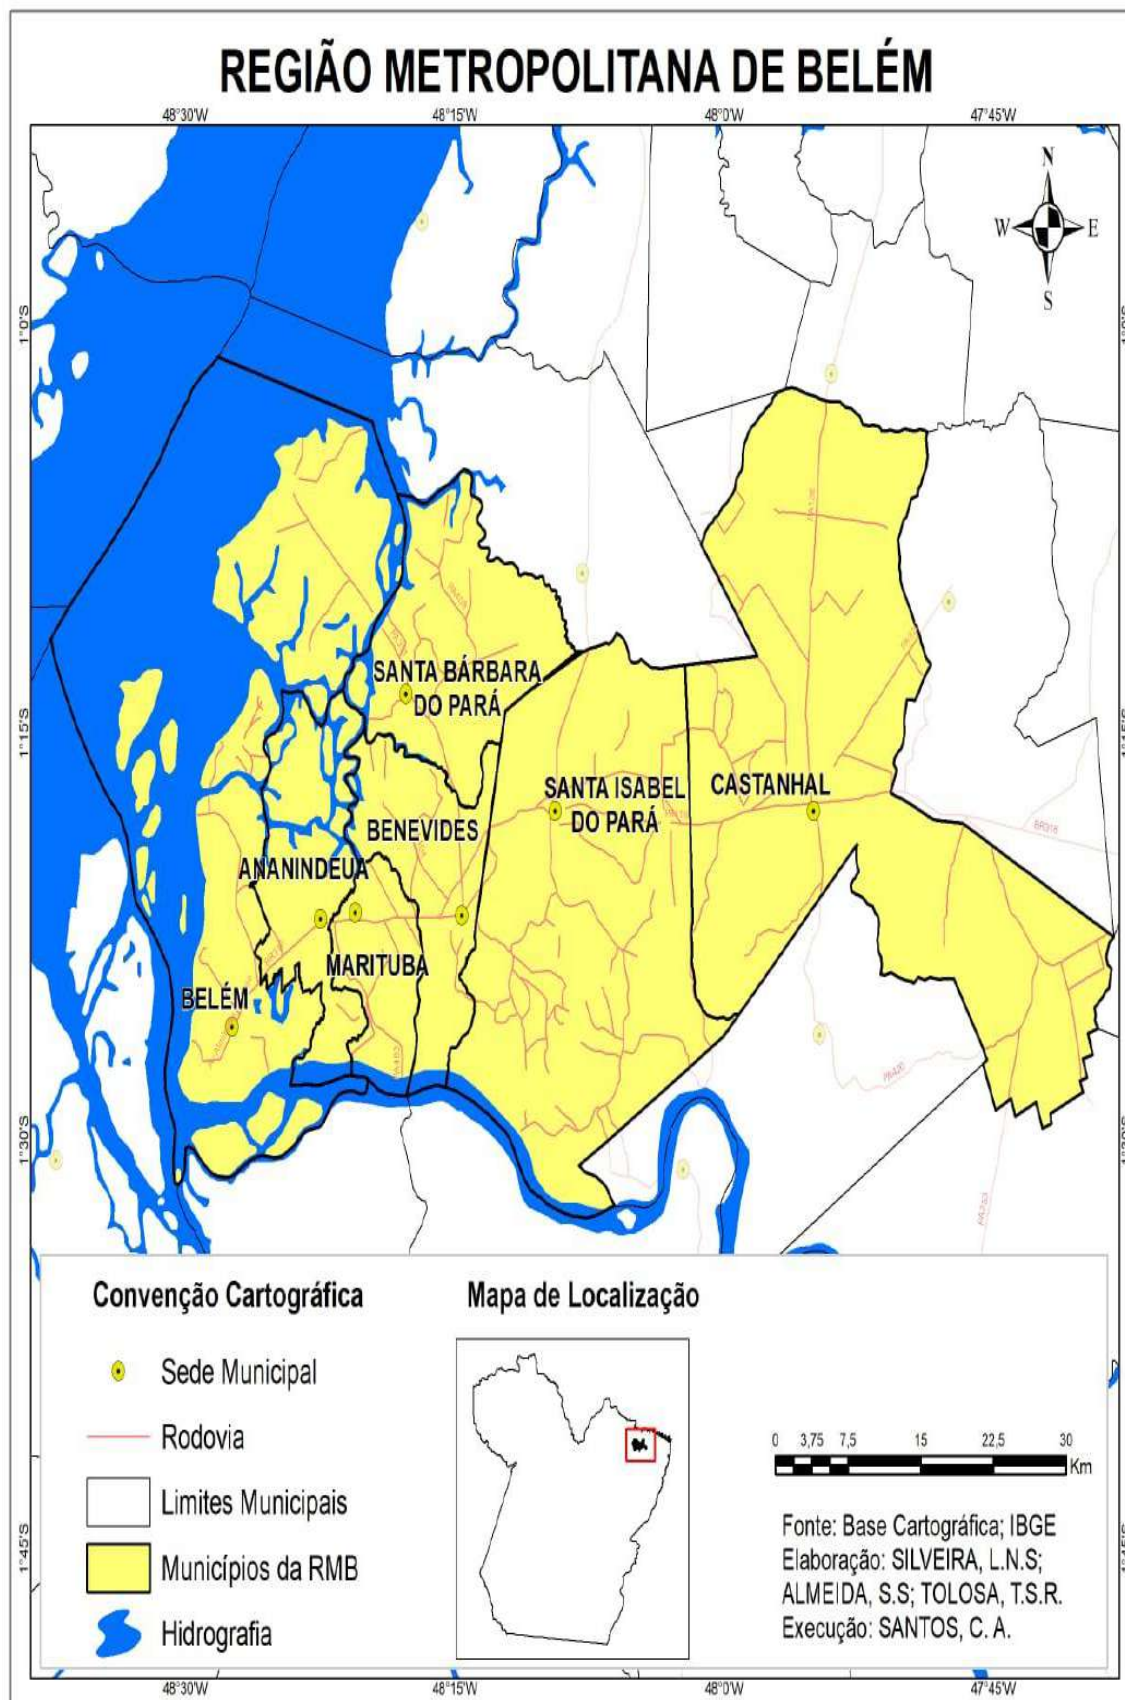 REGIÃO METROPOLITANA DE BELÉM
48°30'W 48°15'W 48°0'W 47°45'W
N
W E
S
1°0'S
SANTA BÁRBARA
DO PARÁ
1°15'S
SANTA ISABEL
DO PARÁ
CASTANHAL
BENEVIDES
BR316
ANANINDEUA
MARITUBA
BELÉM
1°30'S
Convenção Cartográfica
Sede Municipal
Rodovia
Limites Municipais
Municípios da RMB
Hidrografia
Mapa de Localização
0 3,75 7,5 15 22,5 30
Km
Fonte: Base Cartográfica; IBGE
Elaboração: SILVEIRA, L.N.S;
ALMEIDA, S.S; TOLOSA, T.S.R.
Execução: SANTOS, C. A.
1°45'S
48°30'W 48°15'W 48°0'W 47°45'W